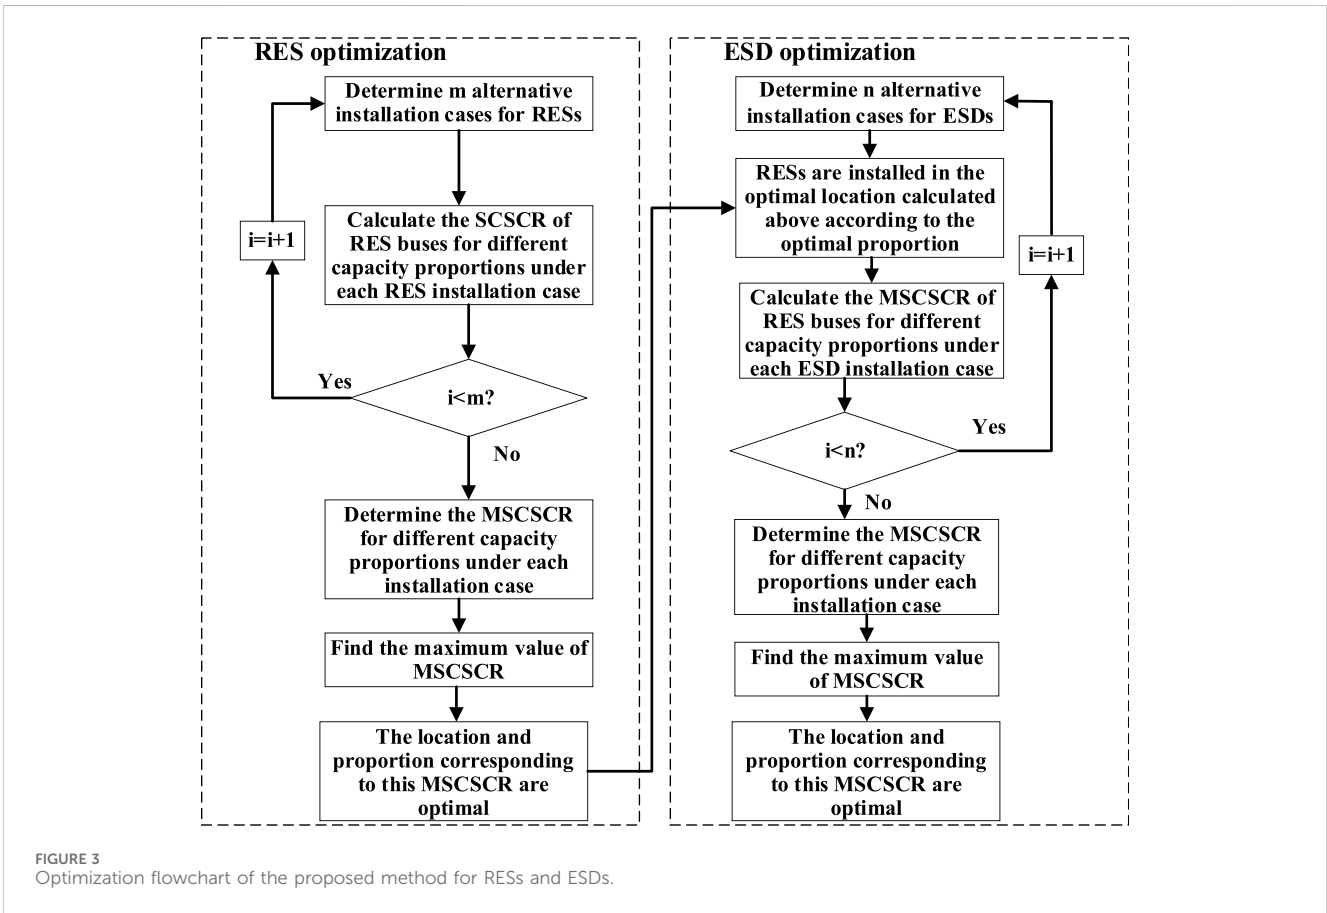 RES optimization
Determine m alternative
installation cases for RESs
Calculate the SCSCR of
RES buses for different
capacity proportions under
each RES installation case
i=i+1
Yes
i<m?
No
Determine the MSCSCR
for different capacity
proportions under each
installation case
Find the maximum value of
MSCSCR
The location and
proportion corresponding
to this MSCSCR are
optimal
ESD optimization
Determine n alternative
installation cases for ESDs
RESs are installed in the
optimal location calculated
above according to the
optimal proportion
i=i+1
Calculate the MSCSCR of
RES buses for different
capacity proportions under
each ESD installation case
Yes
i<n?
No
Determine the MSCSCR
for different capacity
proportions under each
installation case
Find the maximum value
of MSCSCR
The location and
proportion corresponding
to this MSCSCR are
optimal
FIGURE 3
Optimization flowchart of the proposed method for RESs and ESDs.